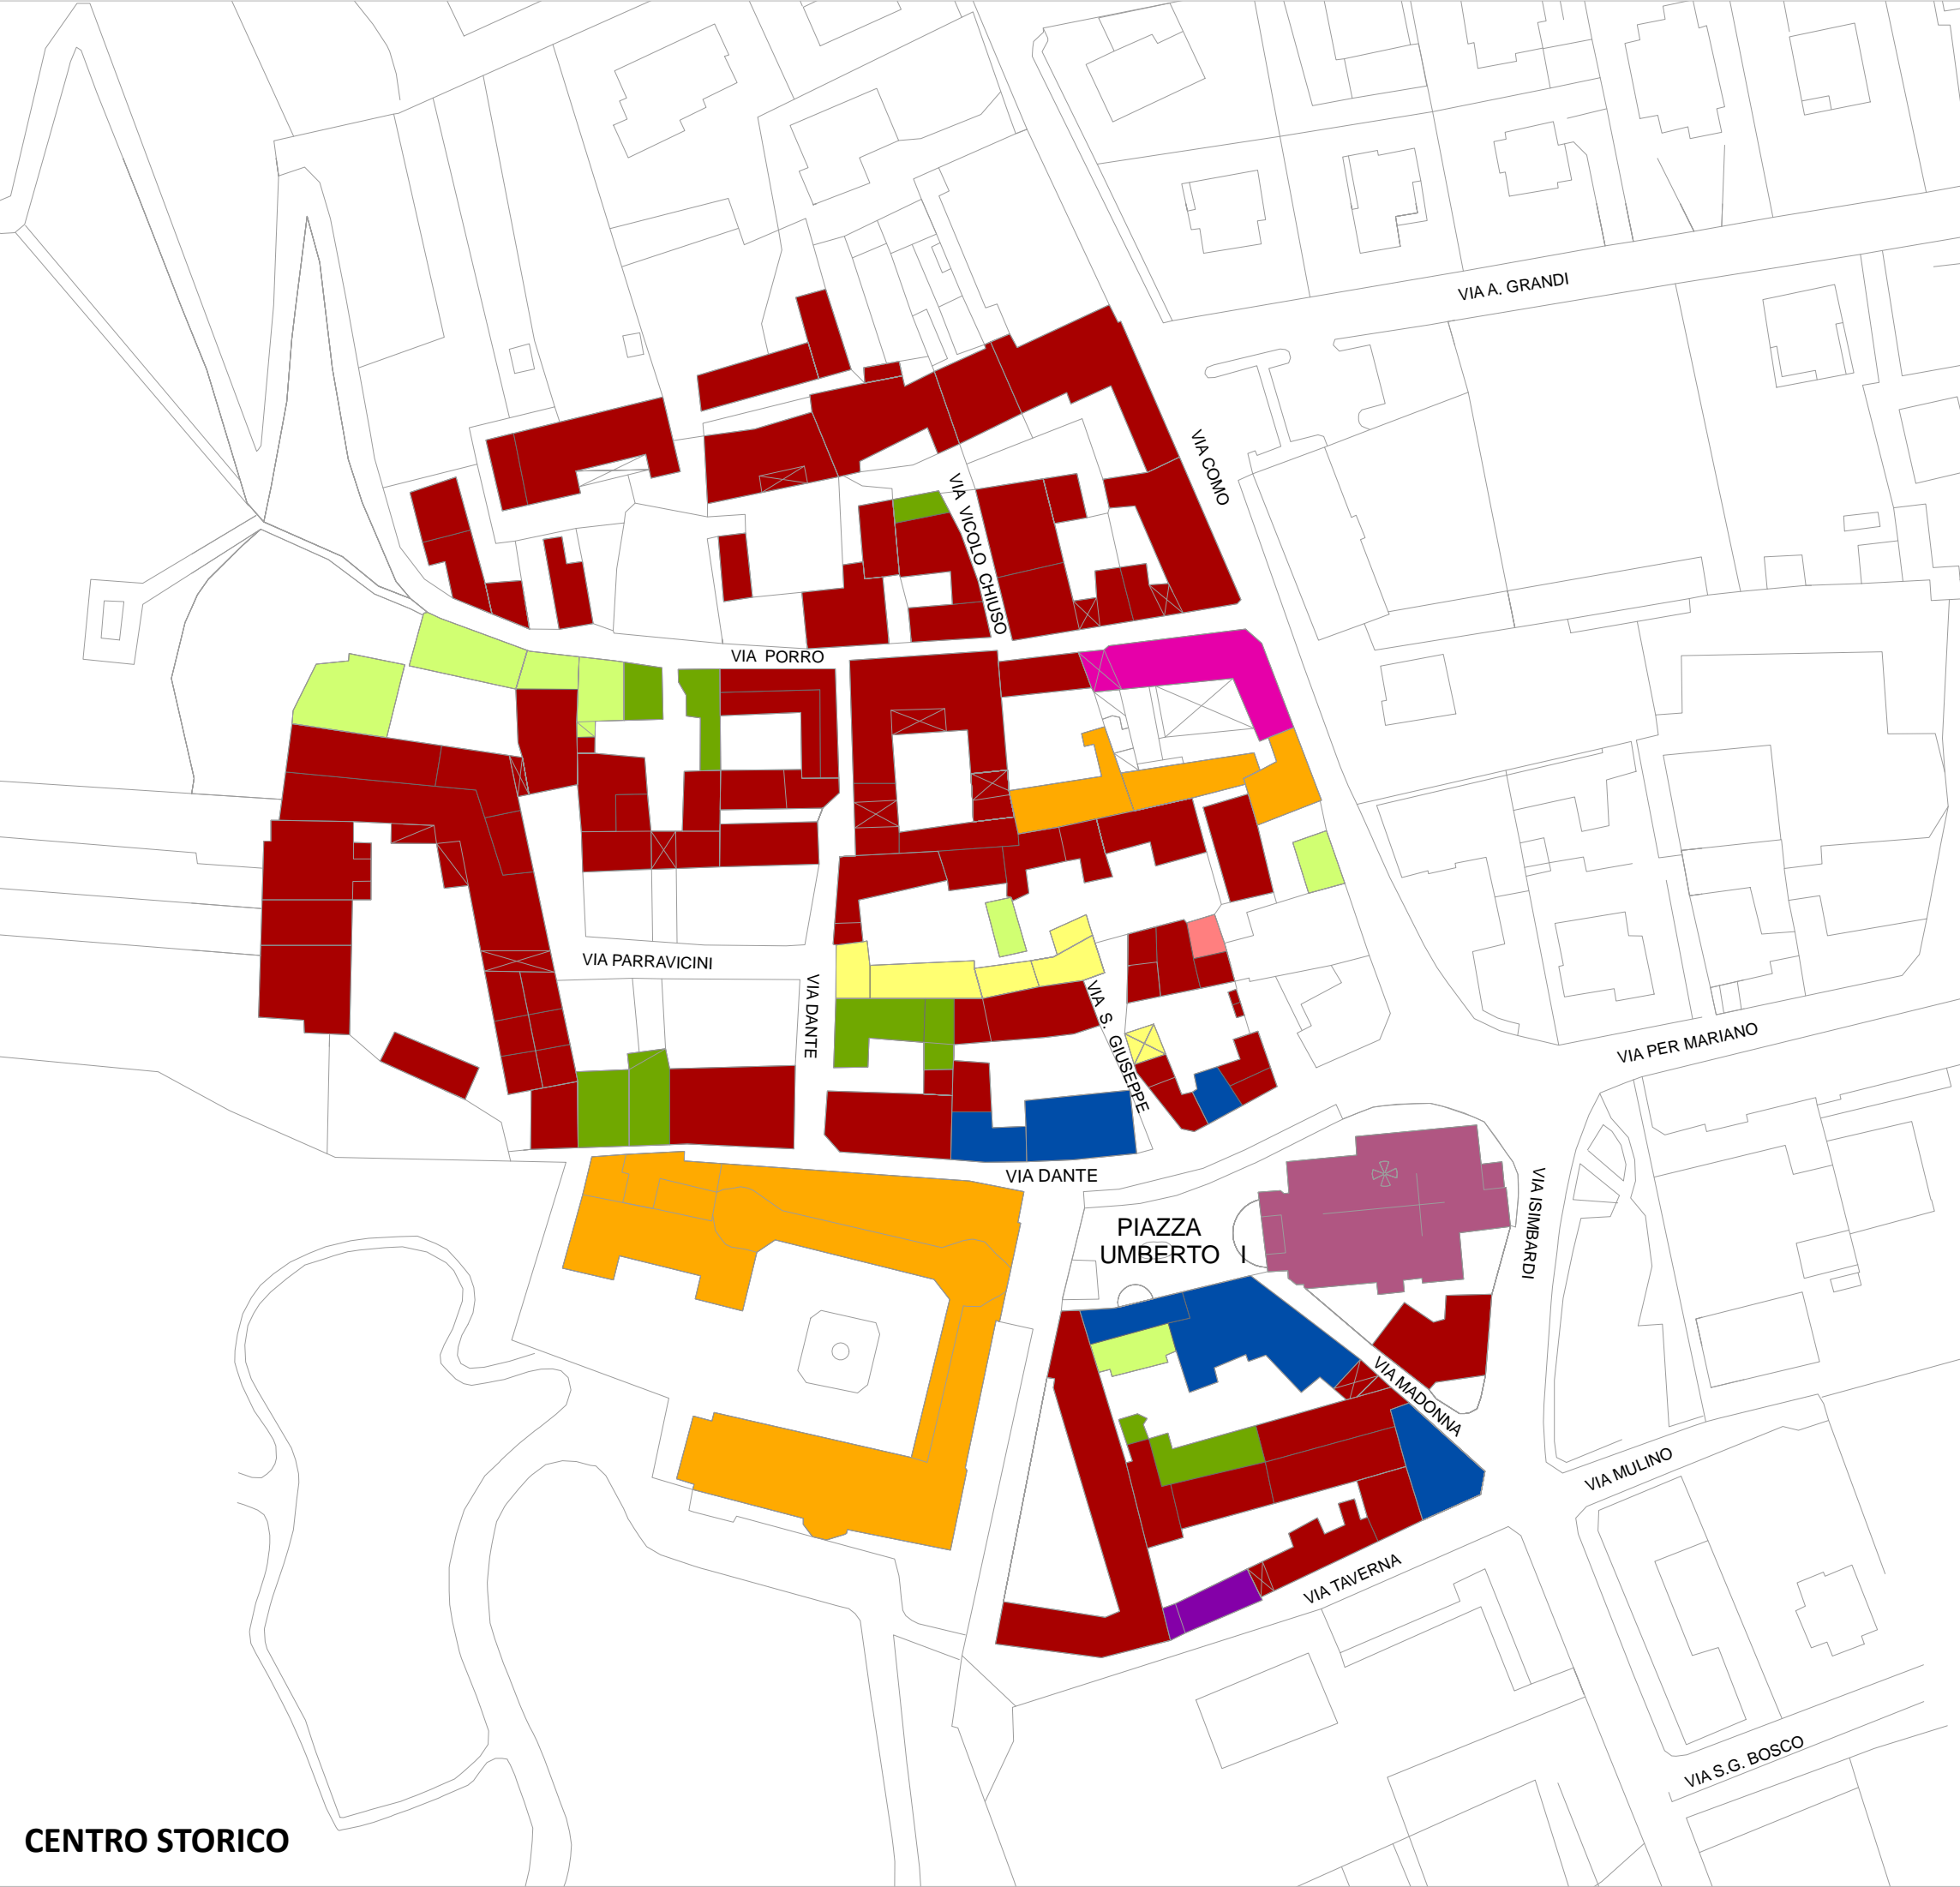 VIA A. GRANDI
VIA COMO
VIA VICOLO CHIUSO
VIA PORRO
VIA PARRAVICINI
VIA DANTE
VIA S. GIUSEPPE
VIA PER MARIANO
VIA DANTE
VIA ISIMBARDI
PIAZZA
UMBERTO I
VIA MADONNA
VIA MULINO
VIA TAVERNA
VIA S.G. BOSCO
CENTRO STORICO